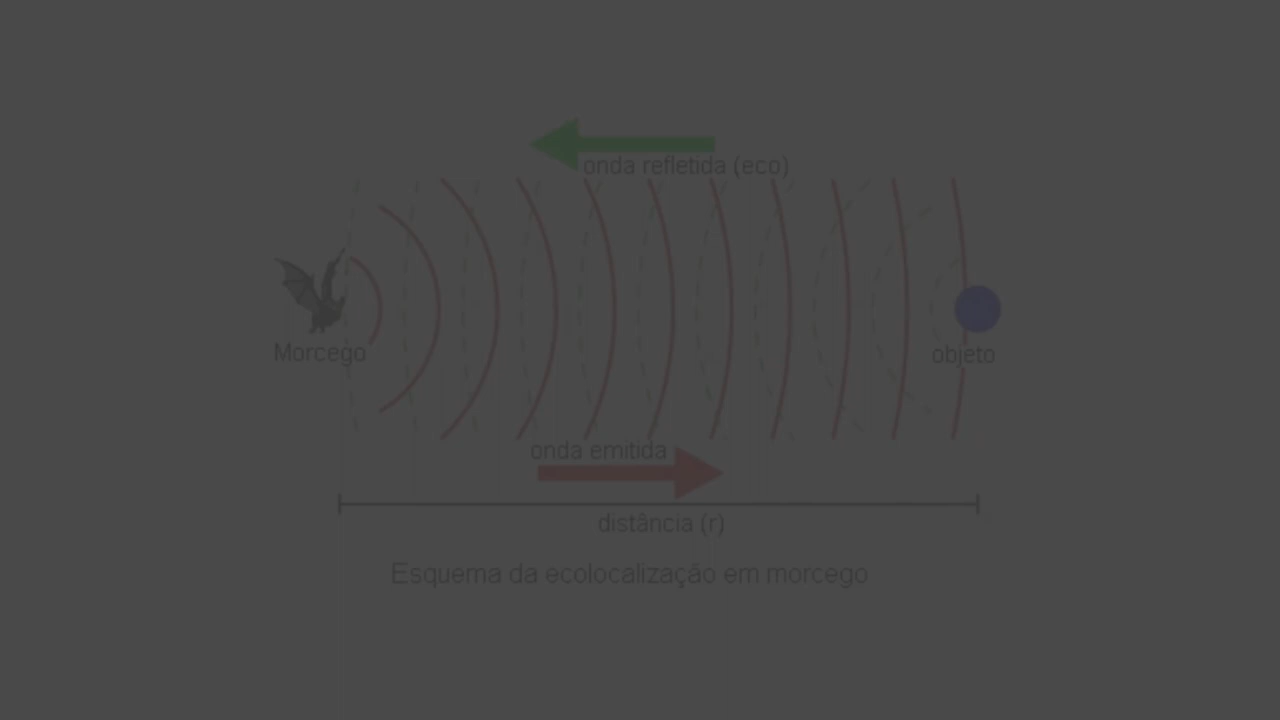 onda refletida (eco)
Morcego
objeto
onda emitida
distância (r)
Esquema da ecolocalização em morcego